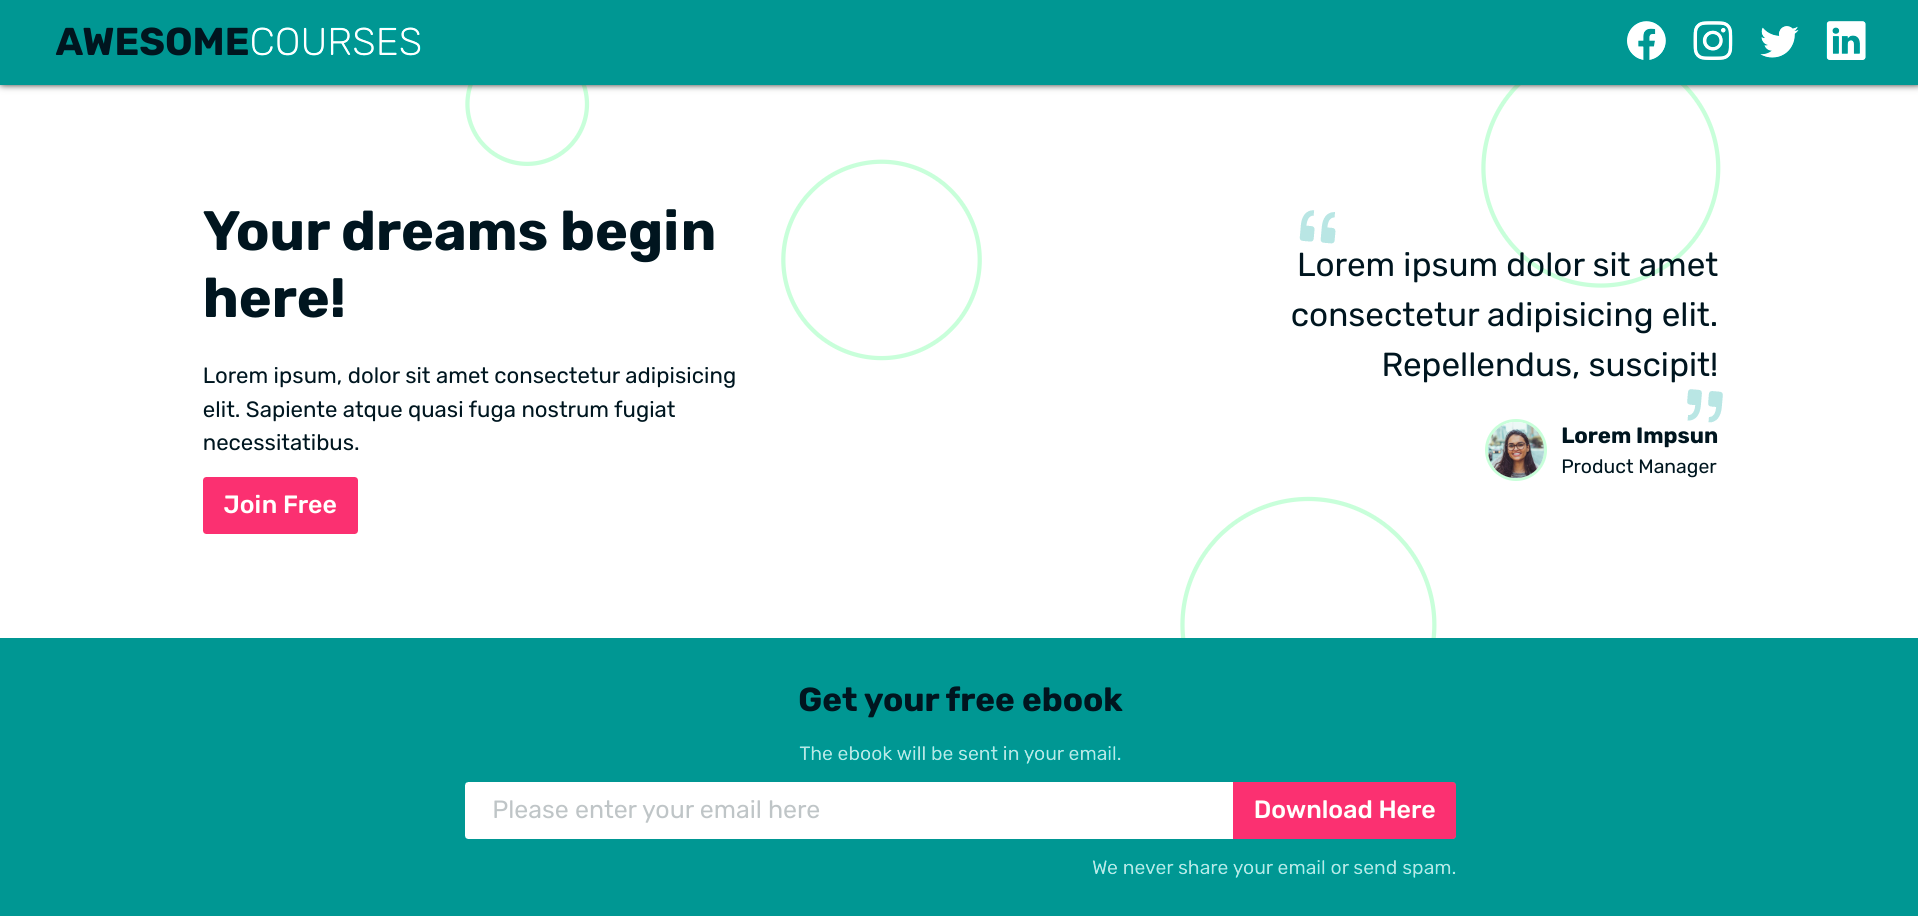 AWESOMECOURSES
Your dreams begin
here!
Lorem ipsum, dolor sit amet consectetur adipisicing
elit. Sapiente atque quasi fuga nostrum fugiat
necessitatibus.
Join Free
“
Lorem ipsum dolor sit amet
consectetur adipisicing elit.
Repellendus, suscipit!
”
Lorem Impsun
Product Manager
Get your free ebook
The ebook will be sent in your email.
Please enter your email here
Download Here
We never share your email or send spam.